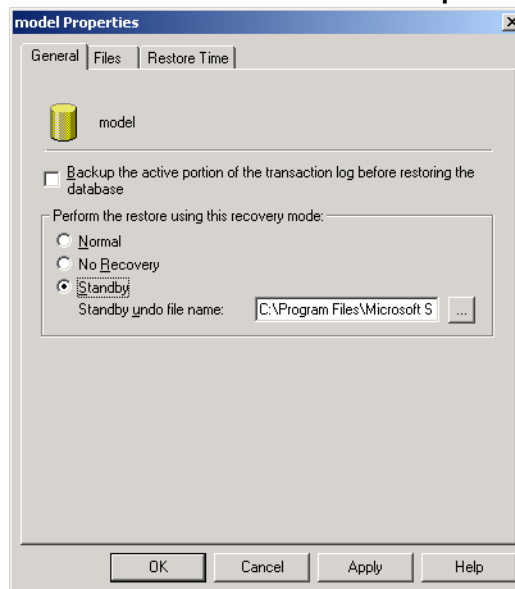 model Properties
General Files Restore Time
model
Backup the active portion of the transaction log before restoring the
database
Perform the restore using this recovery mode:
Normal
No Recovery
Standby
Standby undo file name: C:\Program Files\Microsoft S ...
OK Cancel Apply Help